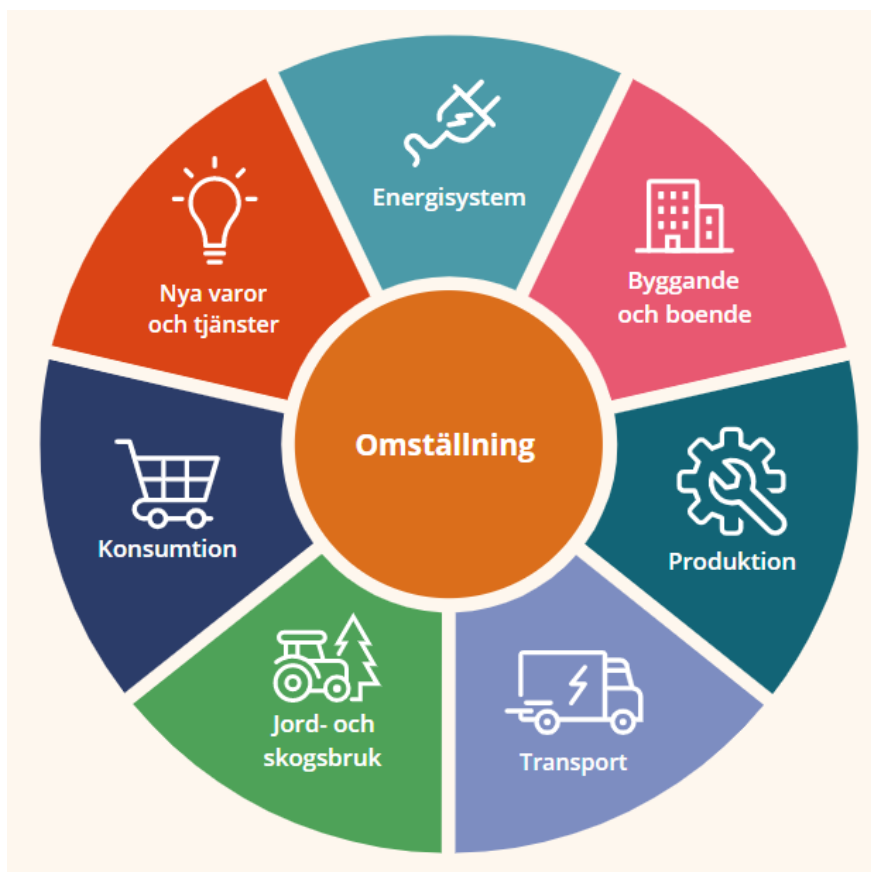 Energisystem
Byggande
och boende
Produktion
Transport
Jord- och
skogsbruk
Konsumtion
Nya varor
och tjänster
Omställning